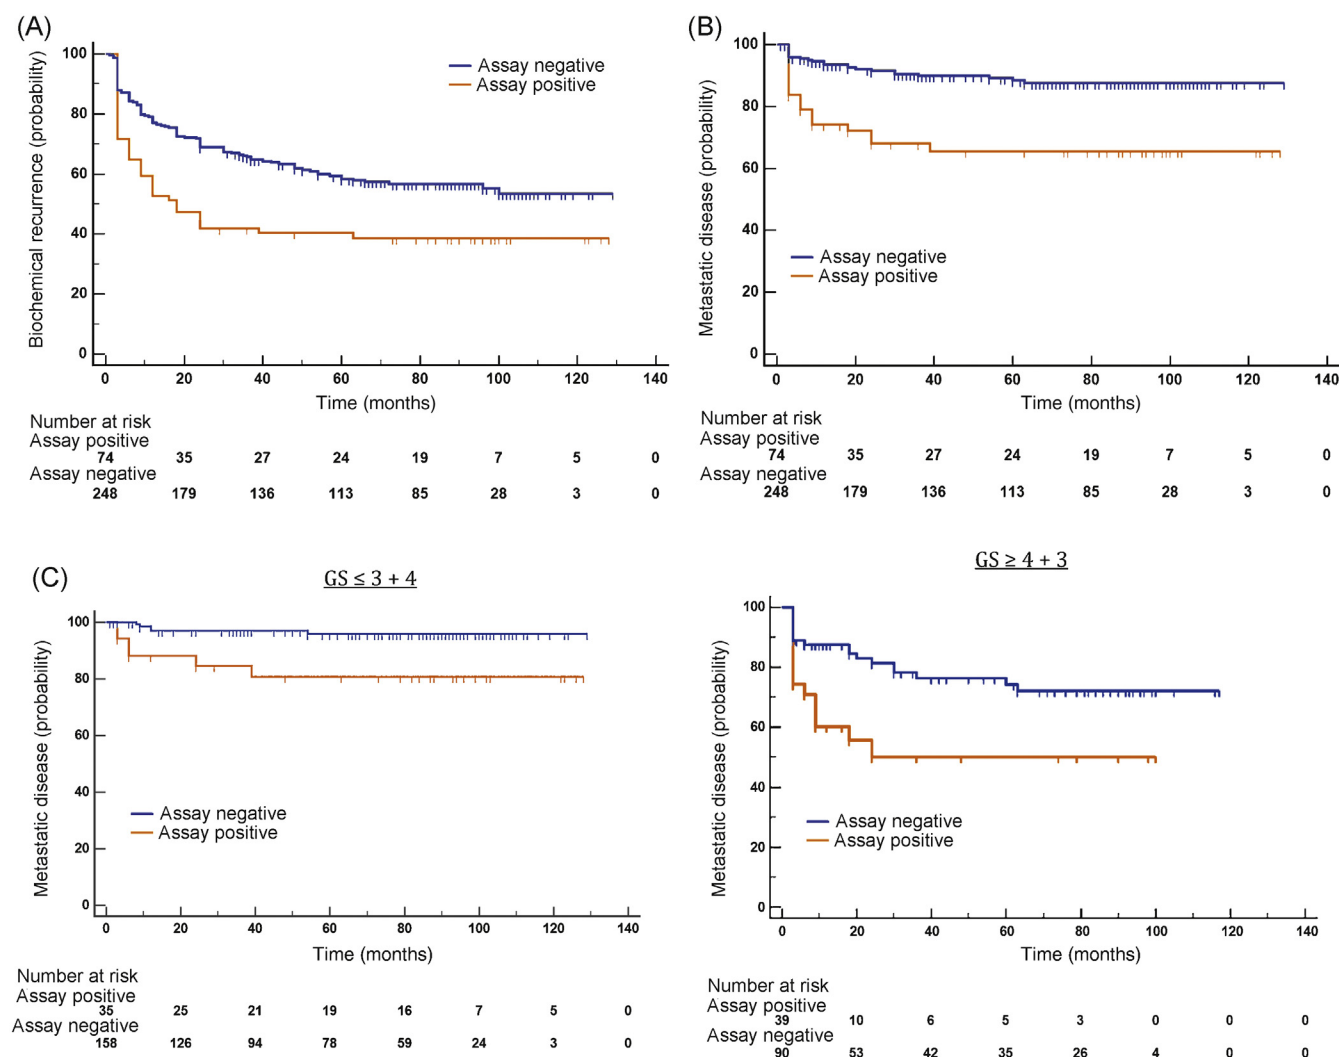 (A)
Biochemical recurrence (probability)
100
80
60
40
20
0
Assay negative
Assay positive
0 20 40 60 80 100 120 140
Time (months)
Number at risk
Assay positive
74 35 27 24 19 7 5 0
Assay negative
248 179 136 113 85 28 3 0
(B)
Metastatic disease (probability)
100
80
60
40
20
0
Assay negative
Assay positive
0 20 40 60 80 100 120 140
Time (months)
Number at risk
Assay positive
74 35 27 24 19 7 5 0
Assay negative
248 179 136 113 85 28 3 0
(C)
GS ≤ 3 + 4
Metastatic disease (probability)
100
80
60
40
20
0
Assay negative
Assay positive
0 20 40 60 80 100 120 140
Time (months)
Number at risk
Assay positive
35 25 21 19 16 7 5 0
Assay negative
158 126 94 78 59 24 3 0
GS ≥ 4 + 3
Metastatic disease (probability)
100
80
60
40
20
0
Assay negative
Assay positive
0 20 40 60 80 100 120 140
Time (months)
Number at risk
Assay positive
39 10 6 5 3 0 0 0
Assay negative
90 53 42 35 26 4 0 0